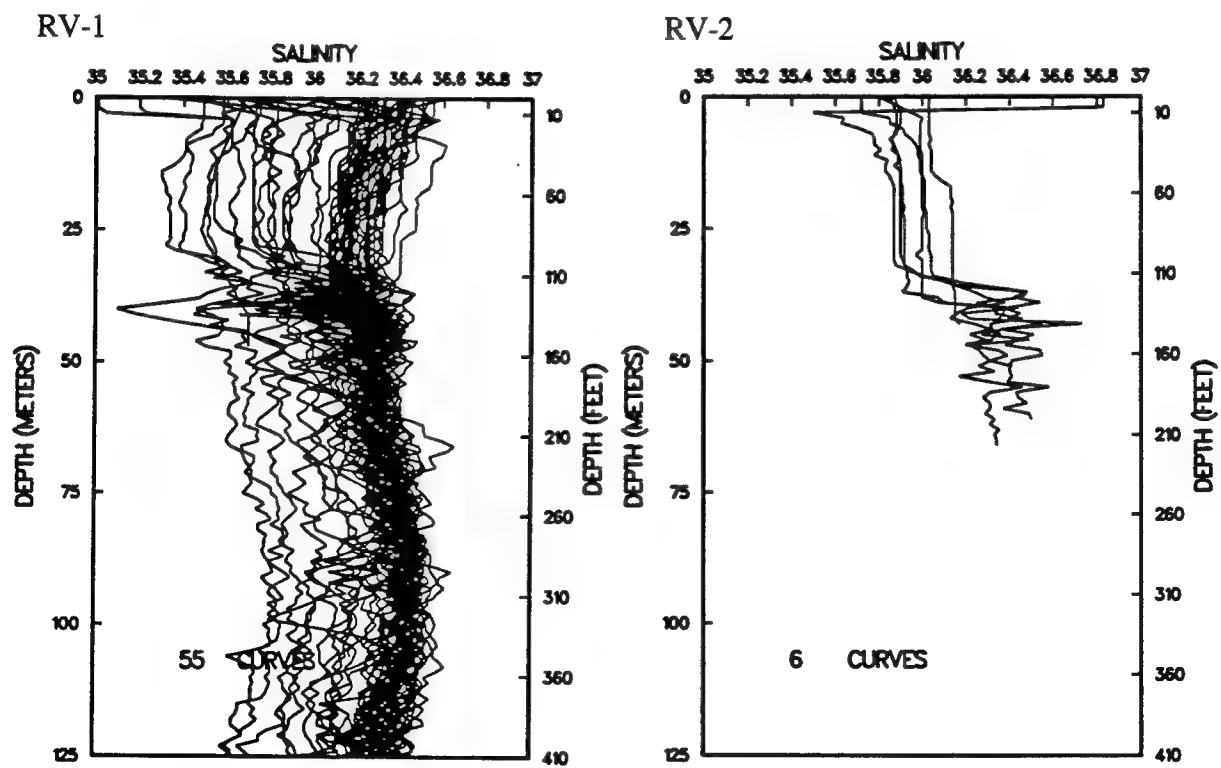 RV-1
SALINITY
35 35.2 35.4 35.6 35.8 36 36.2 36.4 36.6 36.8 37
0
25
50
75
100
125
DEPTH (METERS)
10
60
110
160
210
260
310
360
410
DEPTH (FEET)
55 CURVES
RV-2
SALINITY
35 35.2 35.4 35.6 35.8 36 36.2 36.4 36.6 36.8 37
0
25
50
75
100
125
DEPTH (METERS)
10
60
110
160
210
260
310
360
410
DEPTH (FEET)
6 CURVES